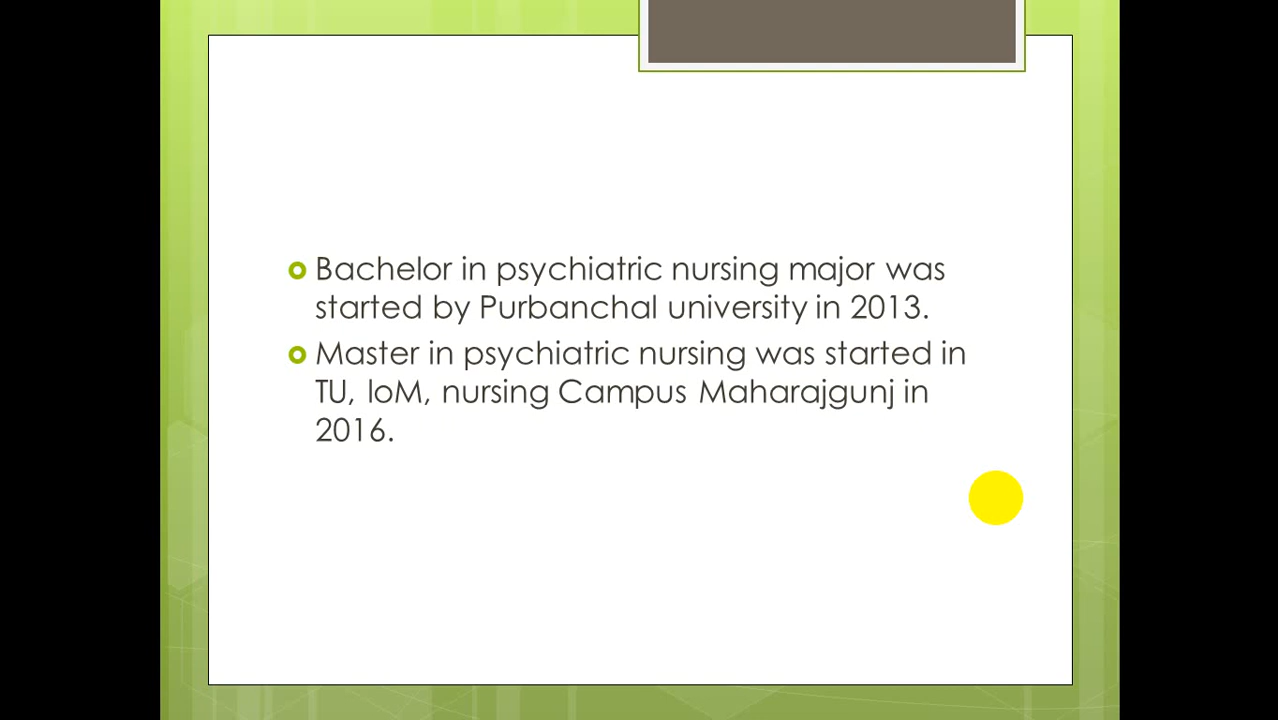 Bachelor in psychiatric nursing major was
started by Purbanchal university in 2013.
Master in psychiatric nursing was started in
TU, IoM, nursing Campus Maharajgunj in
2016.